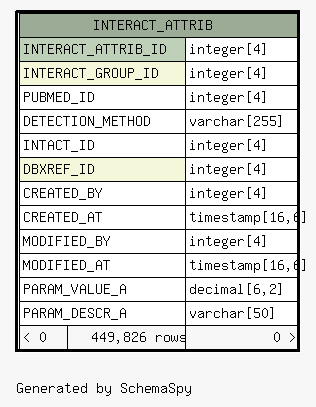 INTERACT_ATTRIB
INTERACT_ATTRIB_ID integer[4]
INTERACT_GROUP_ID integer[4]
PUBMED_ID integer[4]
DETECTION_METHOD varchar[255]
INTACT_ID integer[4]
DBXREF_ID integer[4]
CREATED_BY integer[4]
CREATED_AT timestamp[16,6]
MODIFIED_BY integer[4]
MODIFIED_AT timestamp[16,6]
PARAM_VALUE_A decimal[6,2]
PARAM_DESCR_A varchar[50]
< 0 449,826 rows 0 >
Generated by SchemaSpy